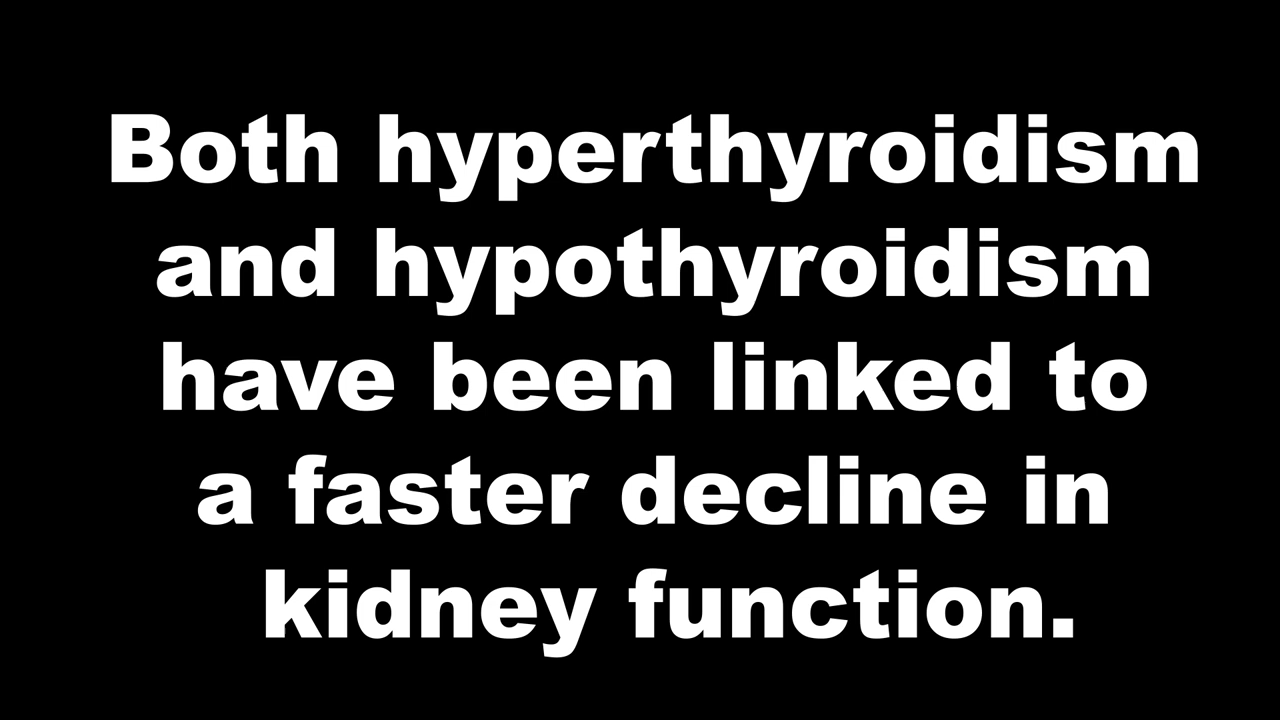 Both hyperthyroidism
and hypothyroidism
have been linked to
a faster decline in
kidney function.